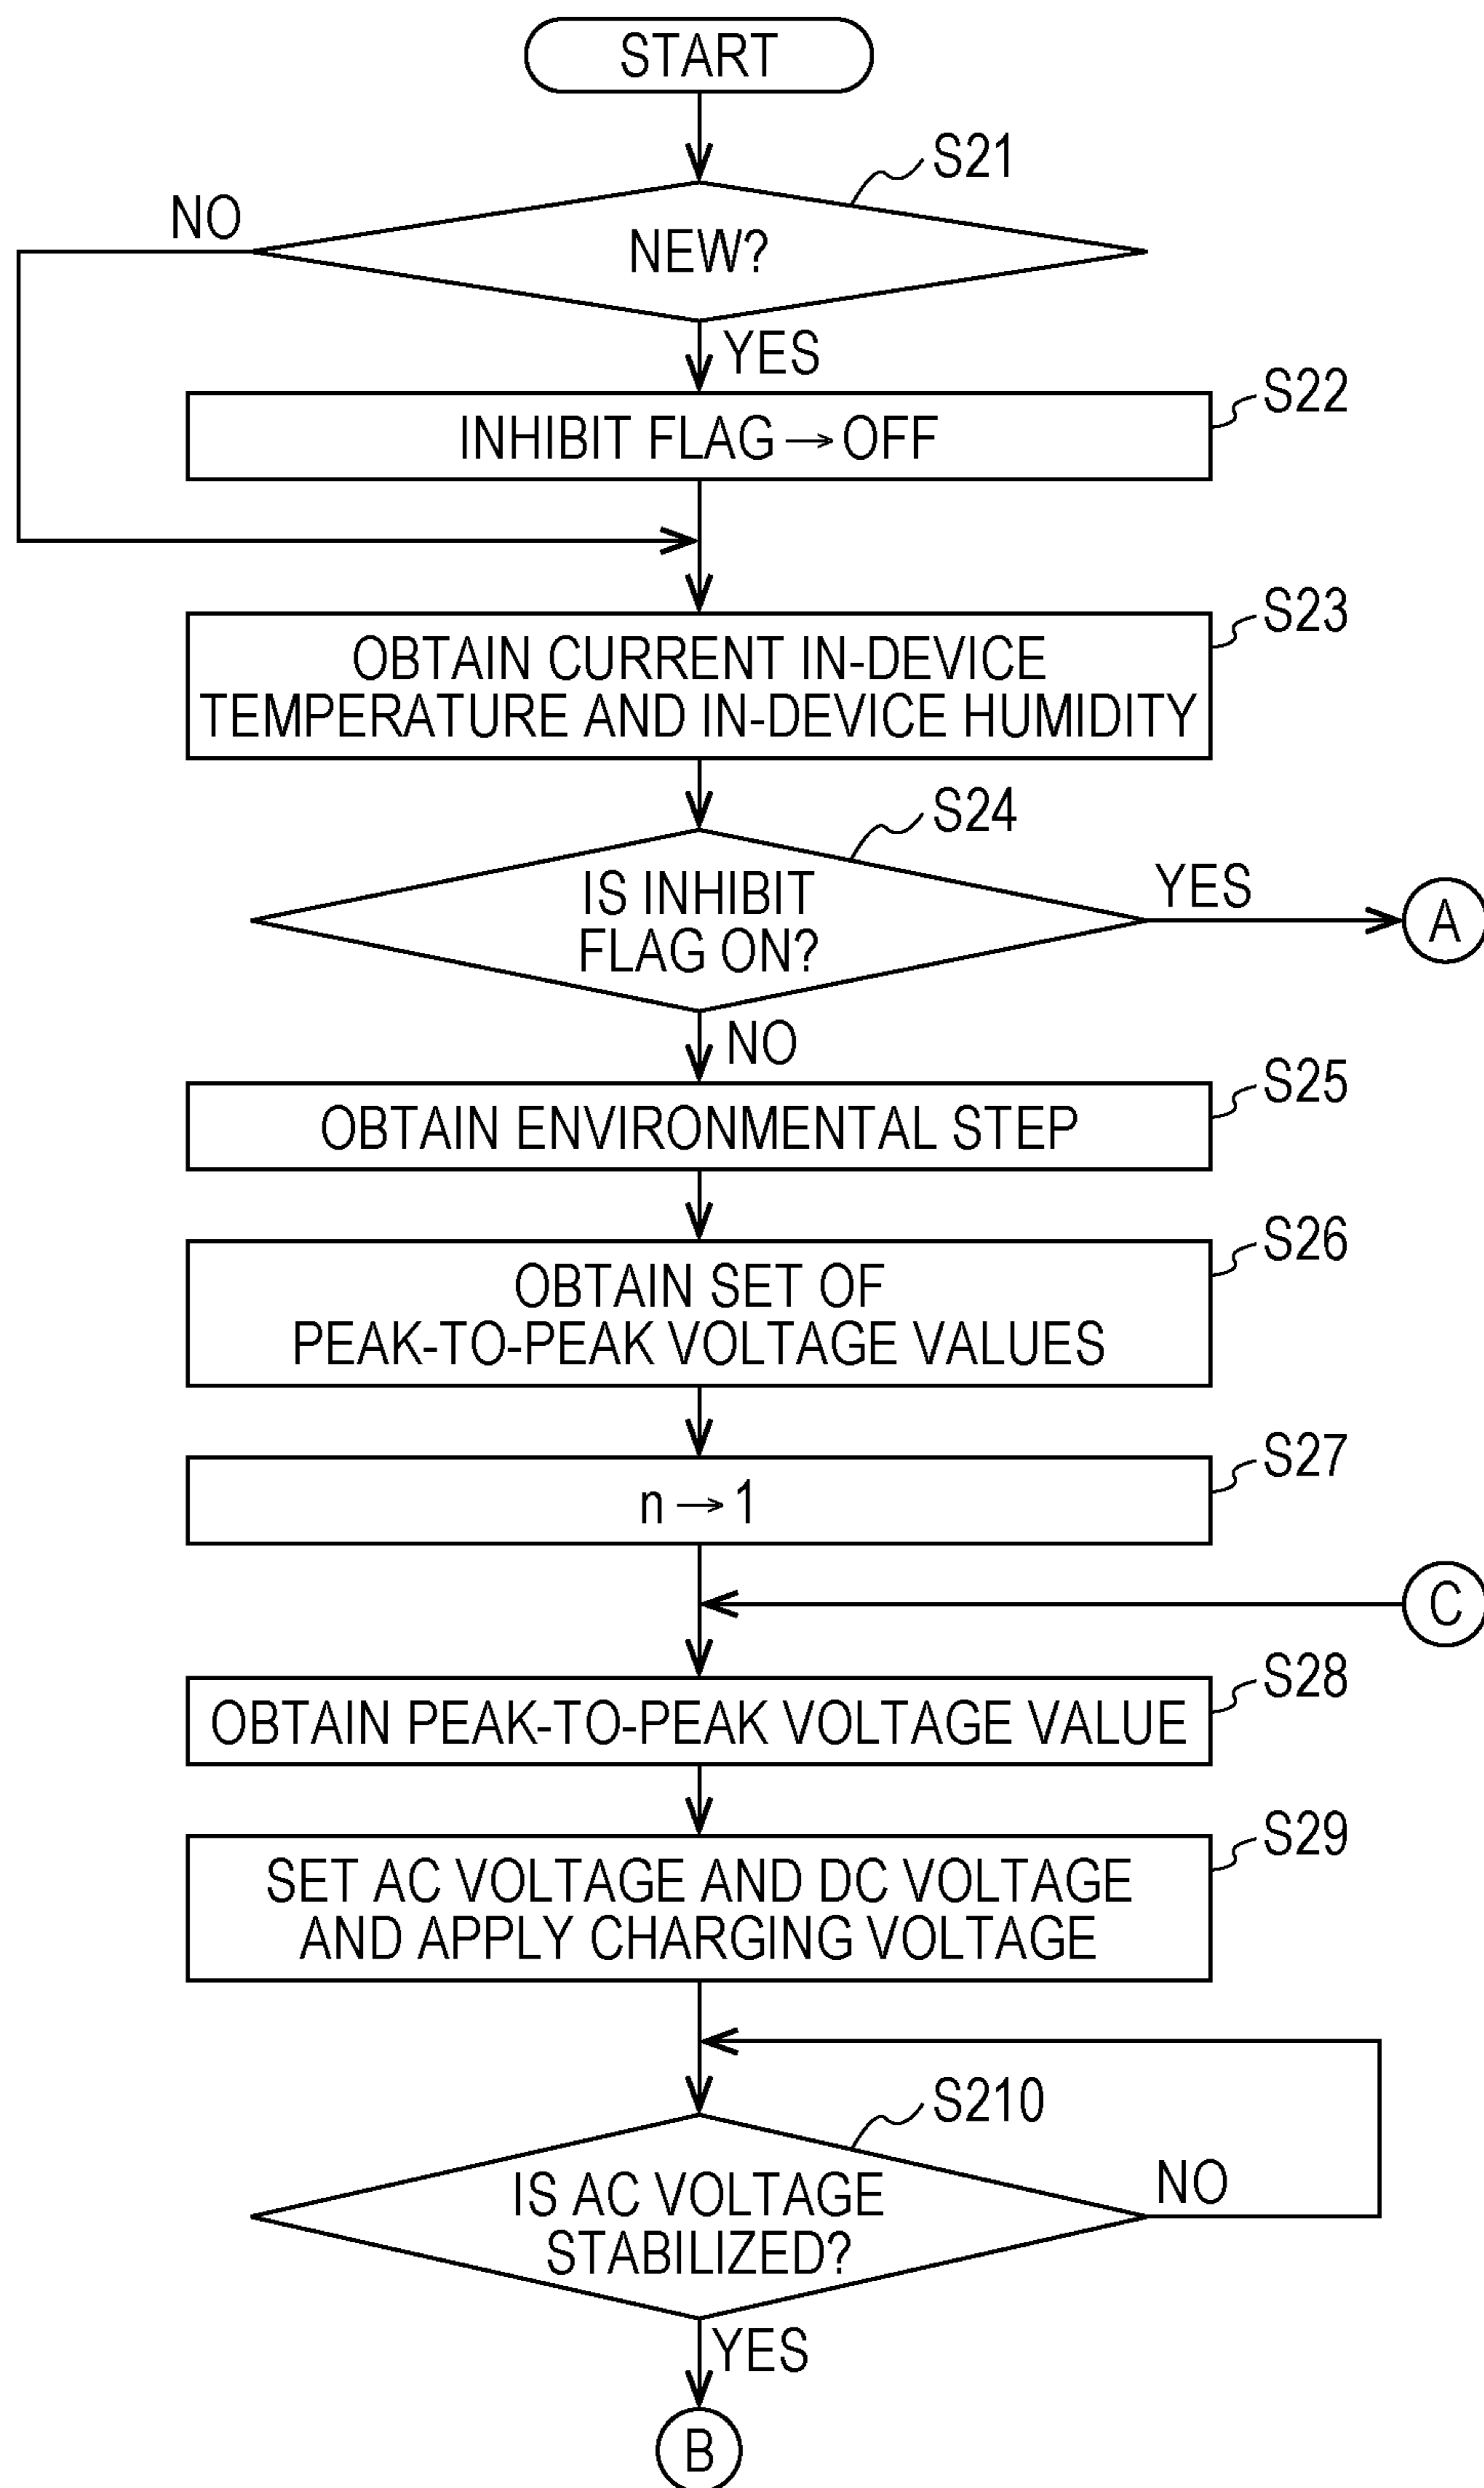 START
S21
NO
NEW?
YES
S22
INHIBIT FLAG → OFF
S23
OBTAIN CURRENT IN-DEVICE
TEMPERATURE AND IN-DEVICE HUMIDITY
S24
IS INHIBIT
FLAG ON?
YES
A
NO
S25
OBTAIN ENVIRONMENTAL STEP
S26
OBTAIN SET OF
PEAK-TO-PEAK VOLTAGE VALUES
S27
n → 1
C
S28
OBTAIN PEAK-TO-PEAK VOLTAGE VALUE
S29
SET AC VOLTAGE AND DC VOLTAGE
AND APPLY CHARGING VOLTAGE
S210
IS AC VOLTAGE
STABILIZED?
NO
YES
B